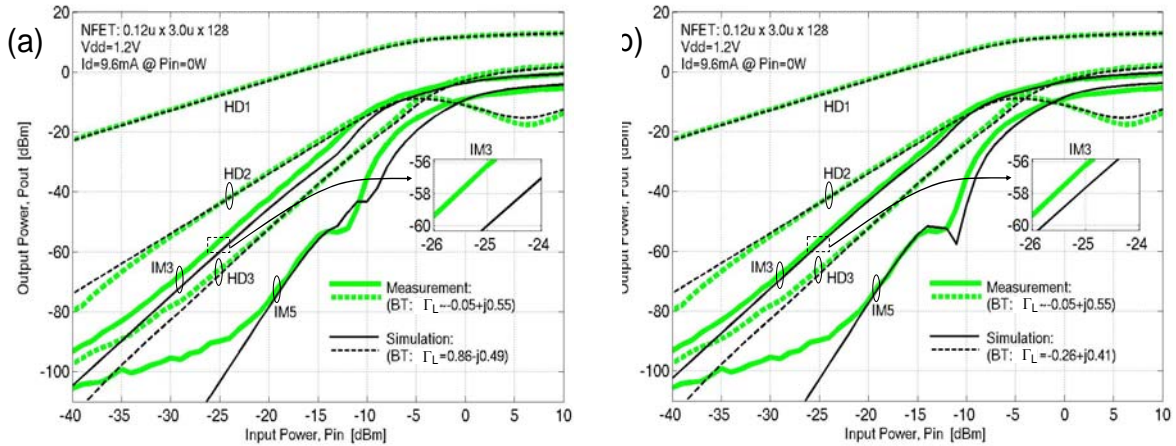 (a)
NFET: 0.12u x 3.0u x 128
Vdd=1.2V
Id=9.6mA @ Pin=0W
Output Power, Pout [dBm]
20
0
-20
-40
-60
-80
-100
HD1
HD2
IM3
HD3
IM5
IM3
-56
-58
-60
-26
-25
-24
Measurement:
(BT: ΓL~-0.05+j0.55)
Simulation:
(BT: ΓL=0.86-j0.49)
-40
-35
-30
-25
-20
-15
-10
-5
0
5
10
Input Power, Pin [dBm]
b)
NFET: 0.12u x 3.0u x 128
Vdd=1.2V
Id=9.6mA @ Pin=0W
Output Power, Pout [dBm]
20
0
-20
-40
-60
-80
-100
HD1
HD2
IM3
HD3
IM5
IM3
-56
-58
-60
-26
-25
-24
Measurement:
(BT: ΓL~-0.05+j0.55)
Simulation:
(BT: ΓL=-0.26+j0.41)
-40
-35
-30
-25
-20
-15
-10
-5
0
5
10
Input Power, Pin [dBm]